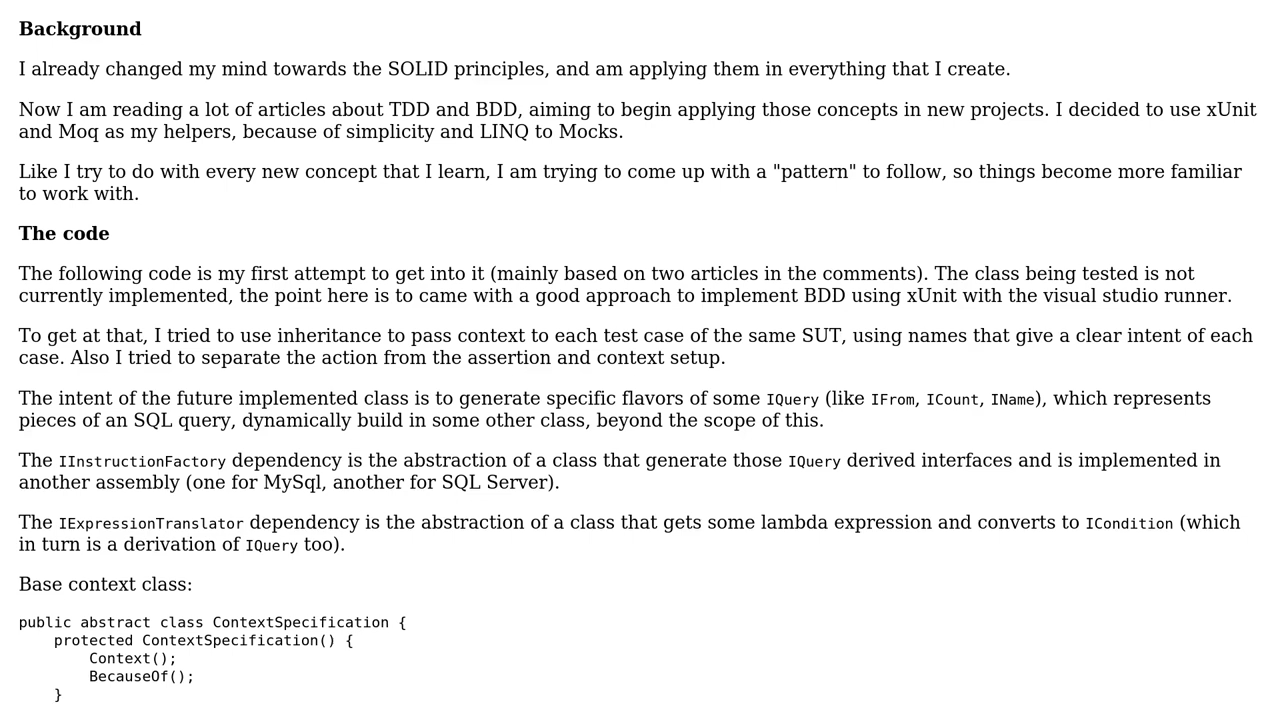 Background
I already changed my mind towards the SOLID principles, and am applying them in everything that I create.
Now I am reading a lot of articles about TDD and BDD, aiming to begin applying those concepts in new projects. I decided to use xUnit
and Moq as my helpers, because of simplicity and LINQ to Mocks.
Like I try to do with every new concept that I learn, I am trying to come up with a "pattern" to follow, so things become more familiar
to work with.
The code
The following code is my first attempt to get into it (mainly based on two articles in the comments). The class being tested is not
currently implemented, the point here is to came with a good approach to implement BDD using xUnit with the visual studio runner.
To get at that, I tried to use inheritance to pass context to each test case of the same SUT, using names that give a clear intent of each
case. Also I tried to separate the action from the assertion and context setup.
The intent of the future implemented class is to generate specific flavors of some IQuery (like IFrom, ICount, IName), which represents
pieces of an SQL query, dynamically build in some other class, beyond the scope of this.
The IInstructionFactory dependency is the abstraction of a class that generate those IQuery derived interfaces and is implemented in
another assembly (one for MySql, another for SQL Server).
The IExpressionTranslator dependency is the abstraction of a class that gets some lambda expression and converts to ICondition (which
in turn is a derivation of IQuery too).
Base context class:
public abstract class ContextSpecification {
    protected ContextSpecification() {
        Context();
        BecauseOf();
    }